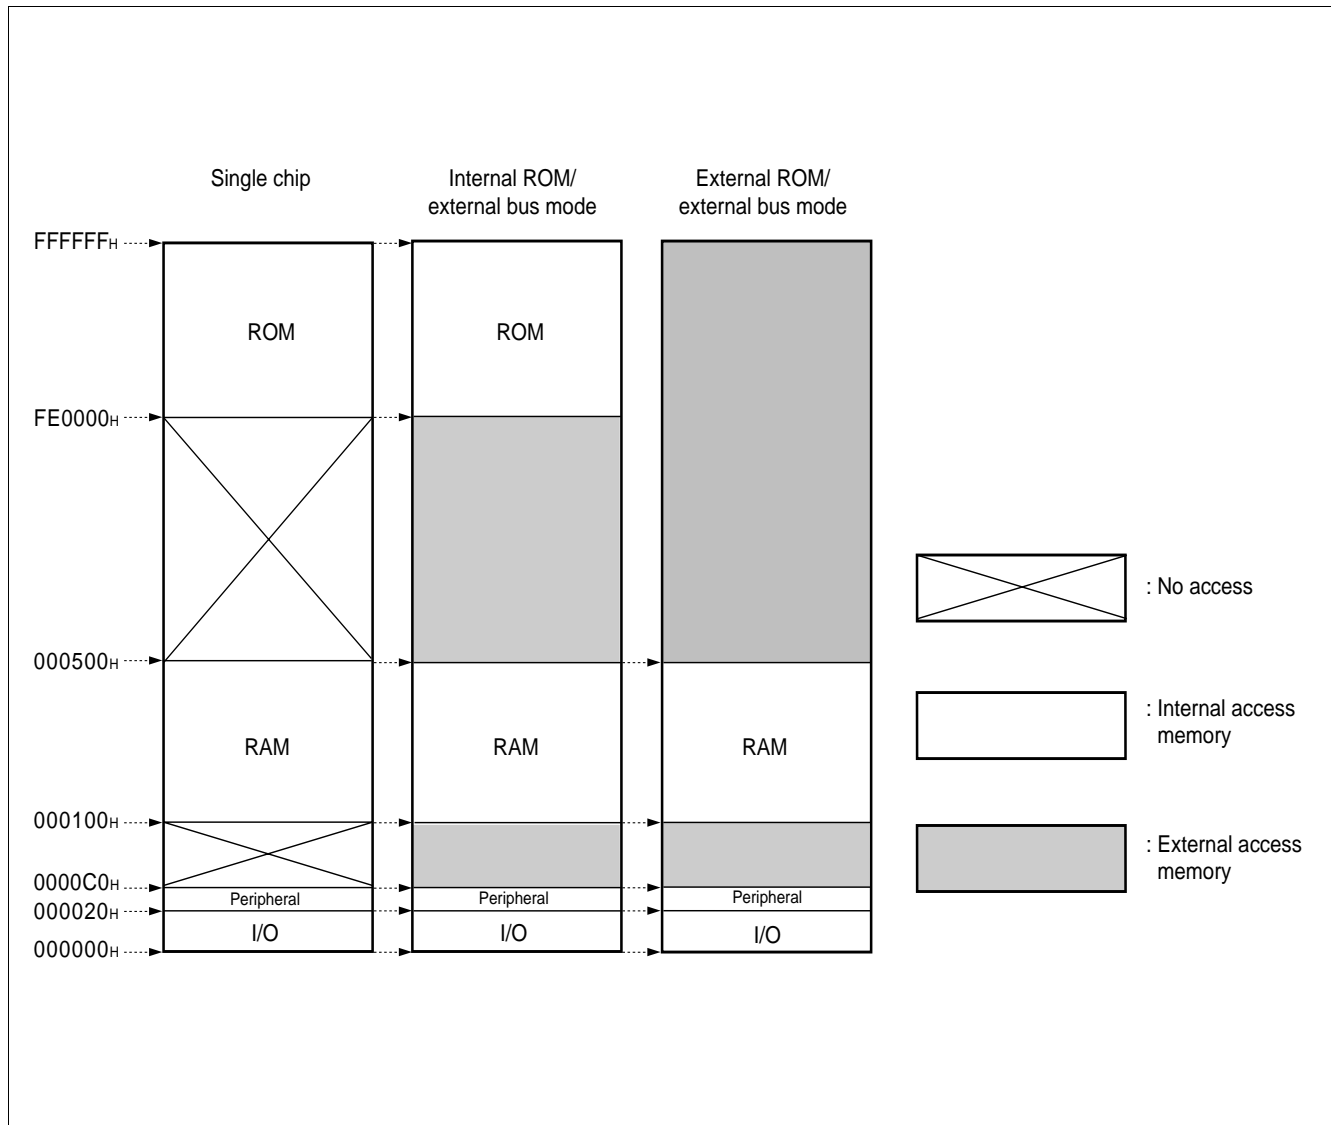 Single chip
Internal ROM/
external bus mode
External ROM/
external bus mode
FFFFFFH
ROM
ROM
FE0000H
: No access
000500H
: Internal access
memory
RAM
RAM
RAM
000100H
: External access
memory
0000C0H
Peripheral
Peripheral
Peripheral
000020H
I/O
I/O
I/O
000000H